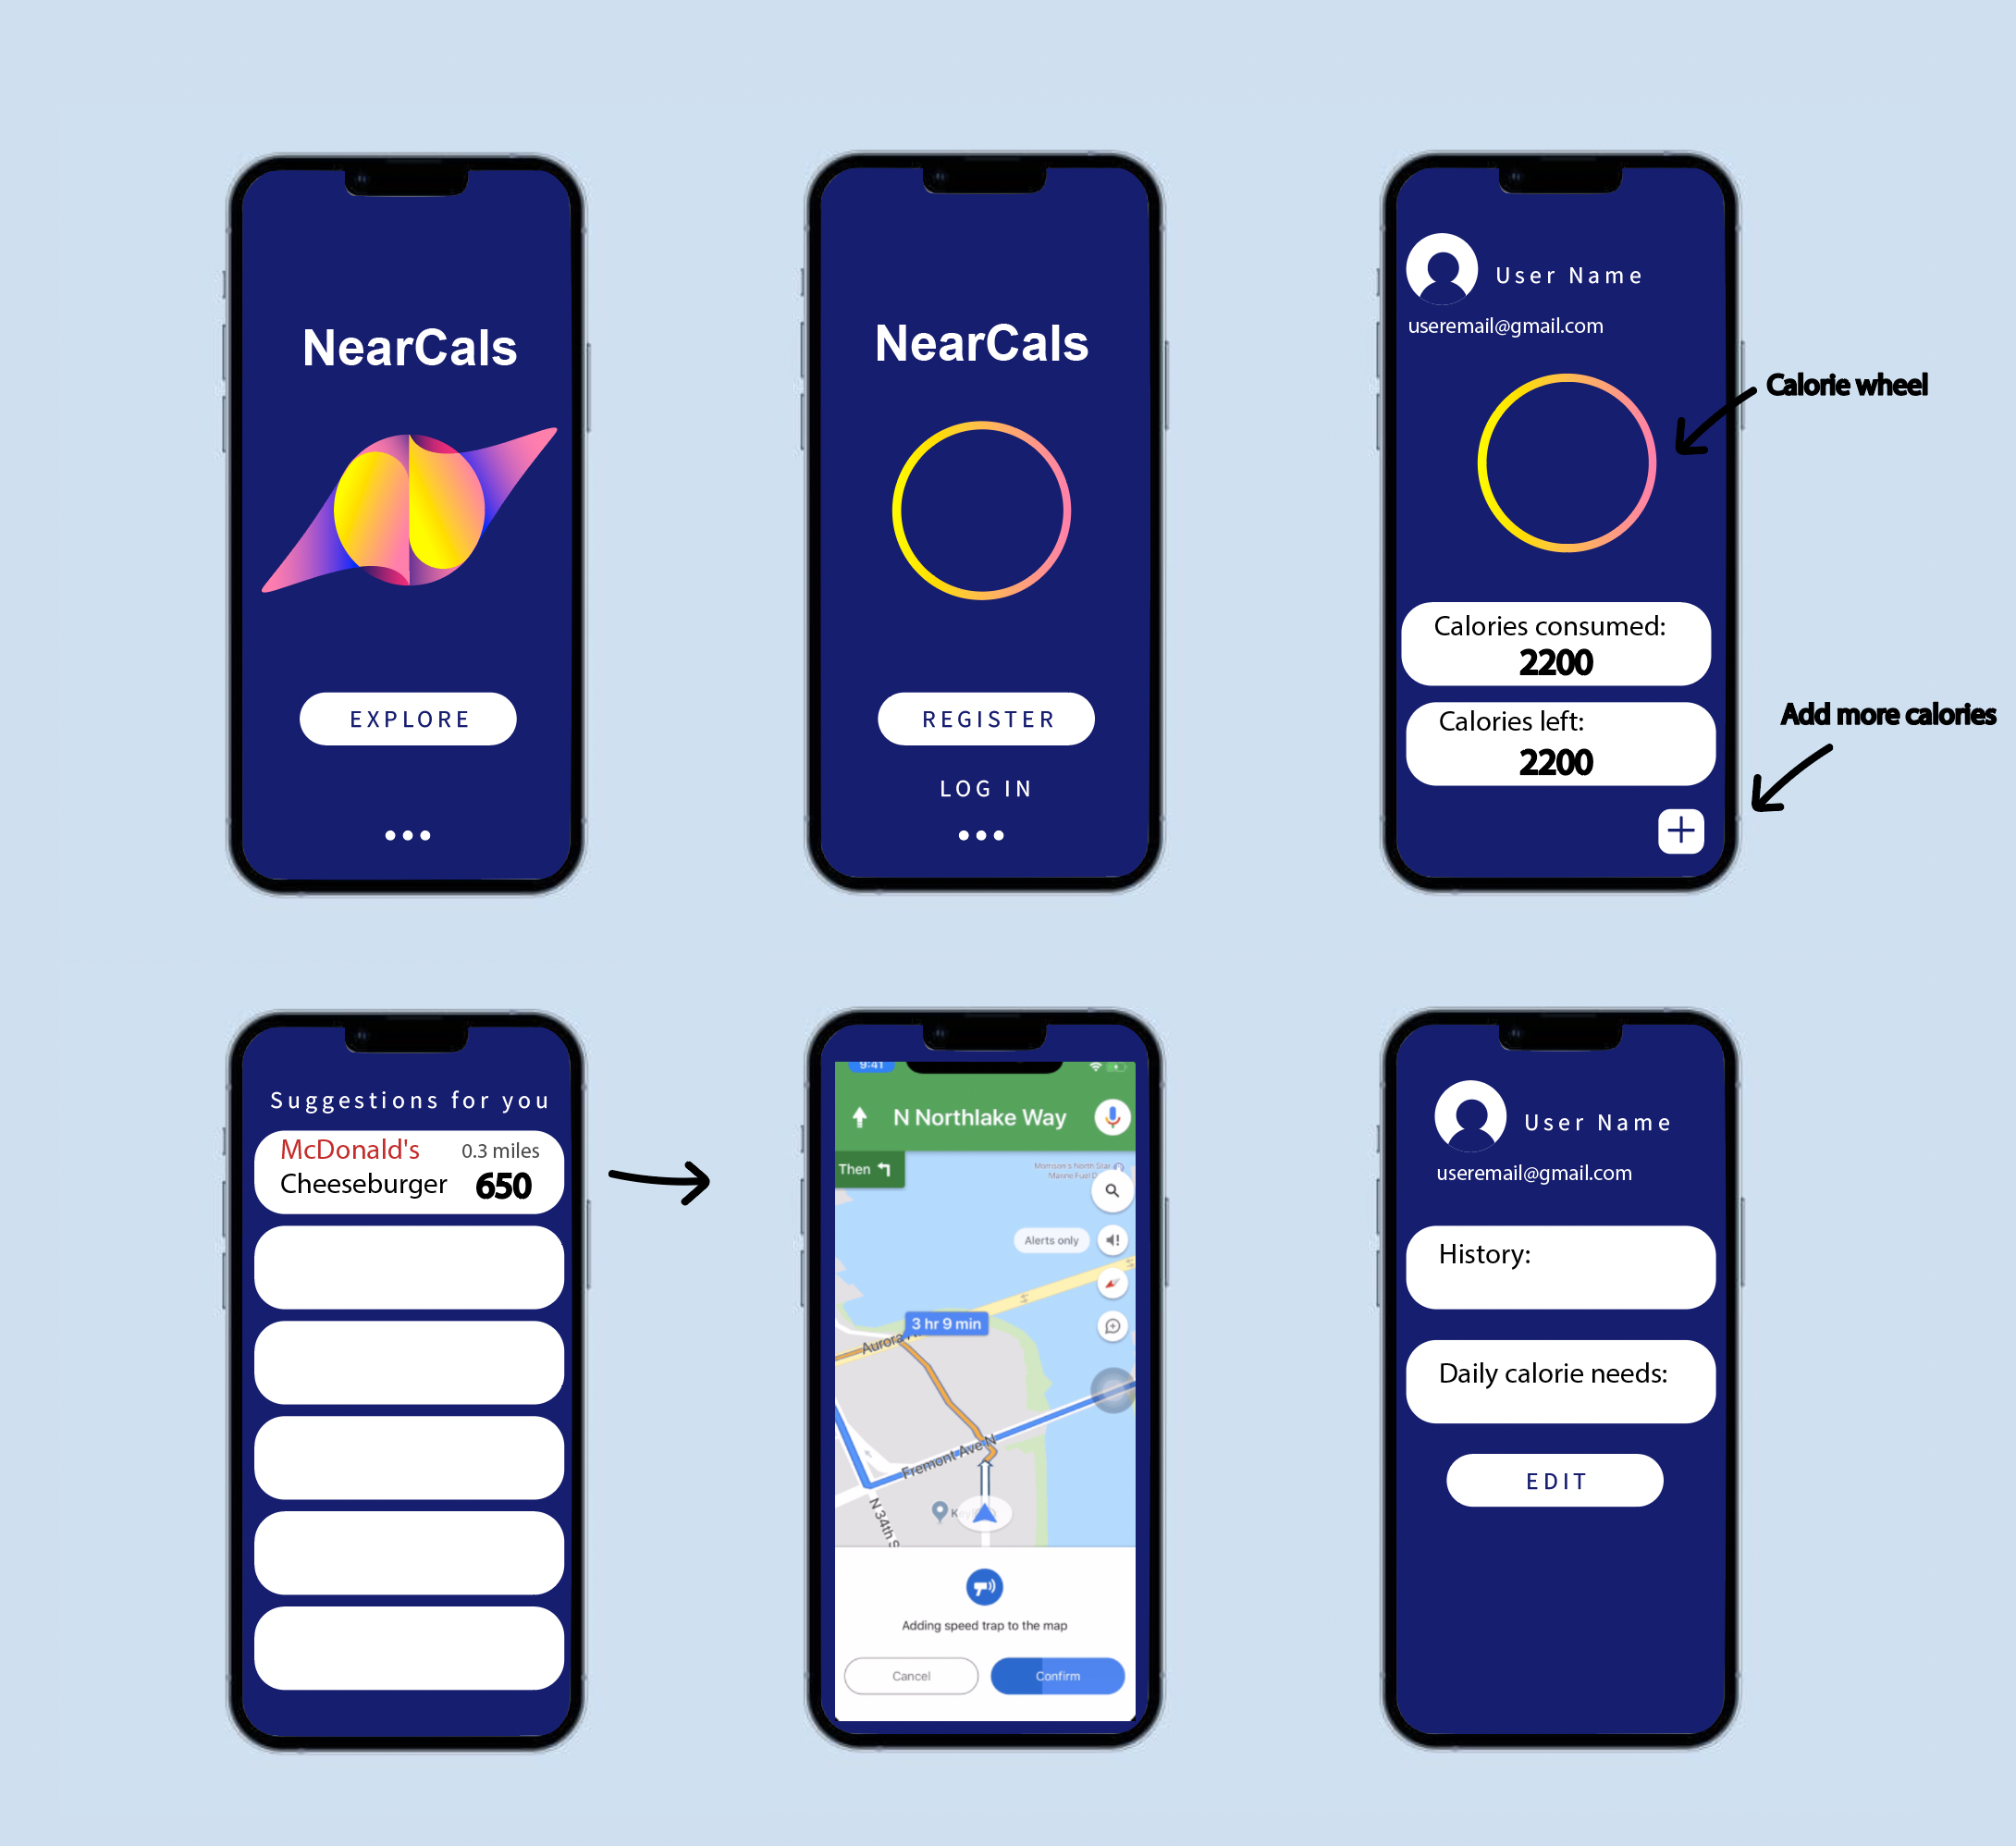 NearCals
EXPLORE
NearCals
REGISTER
LOG IN
User Name
useremail@gmail.com
Calorie wheel
Calories consumed:
2200
Calories left:
2200
Add more calories
Suggestions for you
McDonald's 0.3 miles
Cheeseburger 650
9:41
N Northlake Way
Then
Morrison's North Star
Marine Fuel
Alerts only
3 hr 9 min
Aurora
Fremont Ave N
N 34th S
Adding speed trap to the map
Cancel Confirm
User Name
useremail@gmail.com
History:
Daily calorie needs:
EDIT